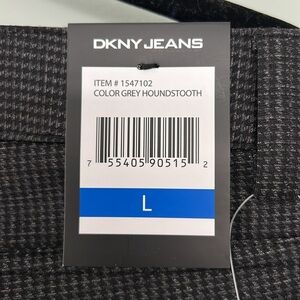 DKNY JEANS
ITEM # 1547102
COLOR GREY HOUNDSTOOTH
7 55405 90515 2
L